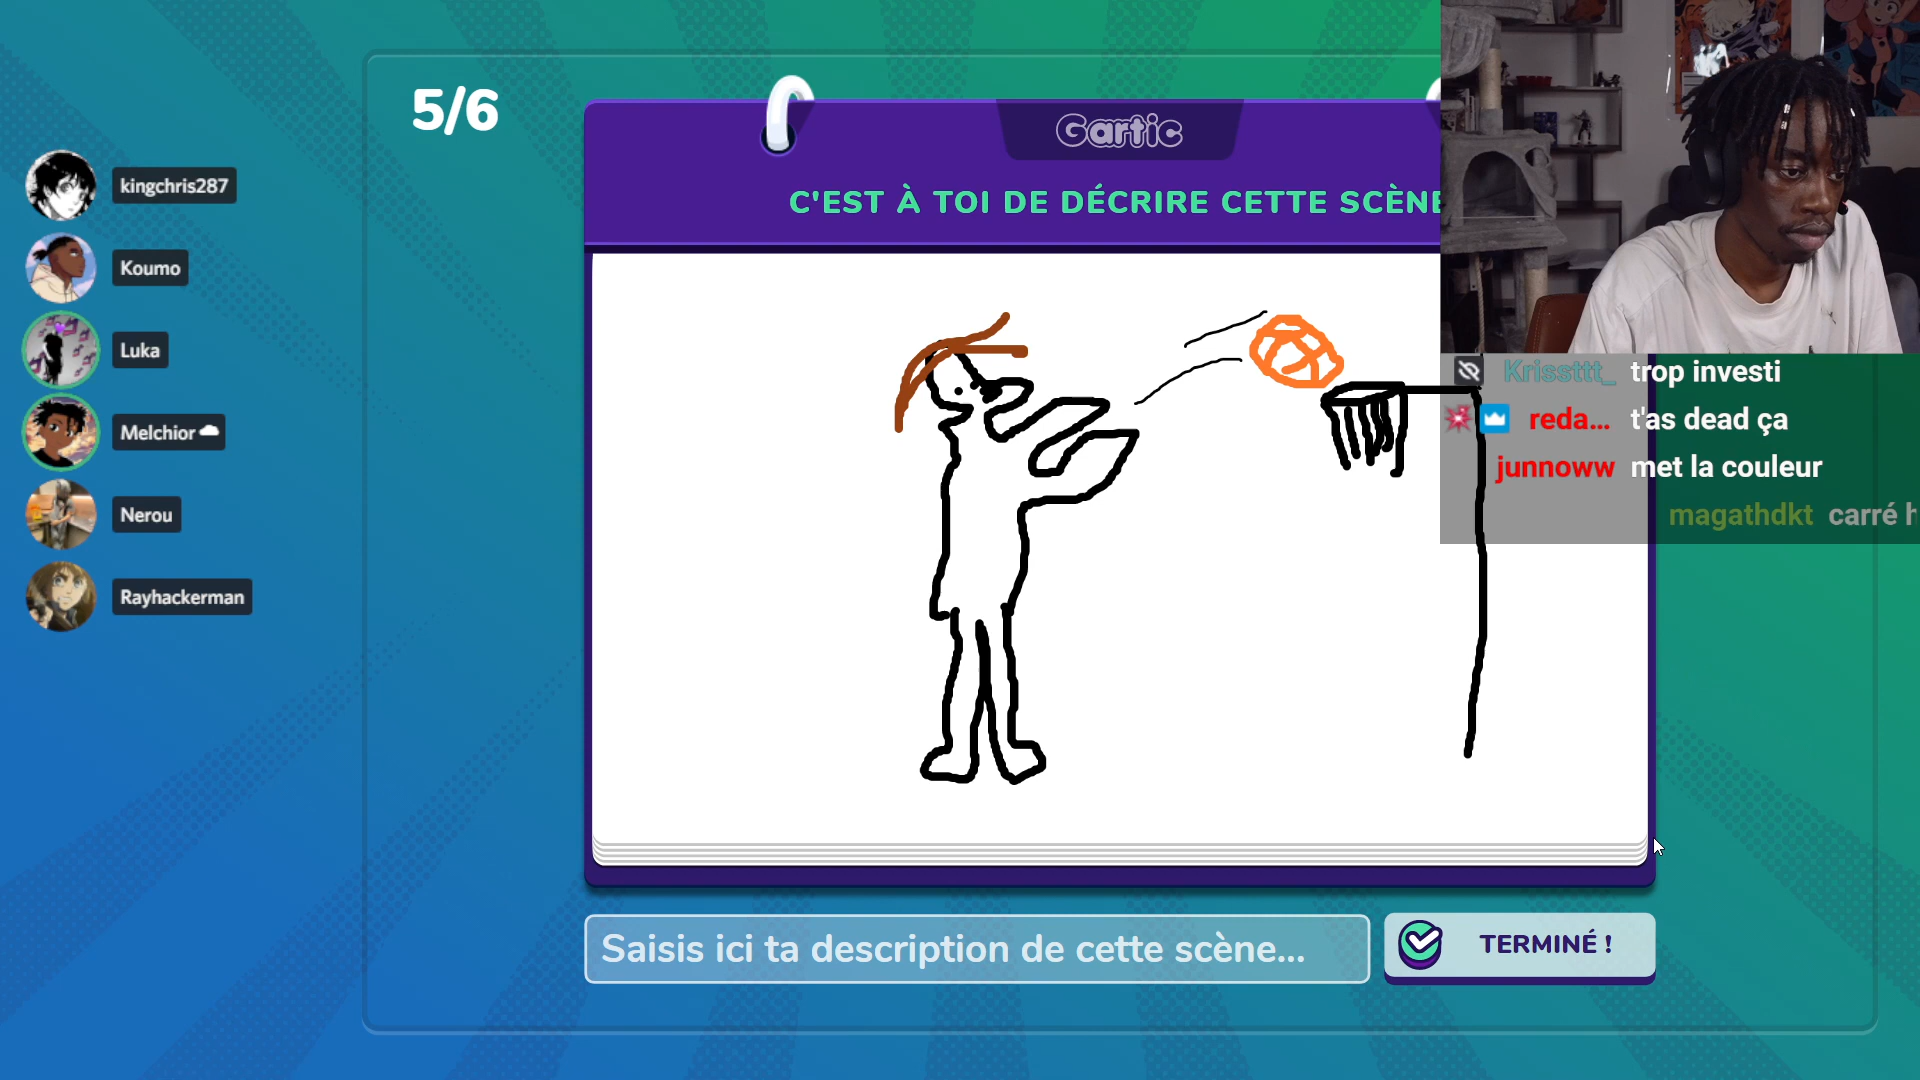 5/6
Gartic
C'EST À TOI DE DÉCRIRE CETTE SCÈNE
kingchris287
Koumo
Luka
Melchior
Nerou
Rayhackerman
Krissttt_ trop investi
reda... t'as dead ça
junnoww met la couleur
magathdkt carré
Saisis ici ta description de cette scène...
TERMINÉ !